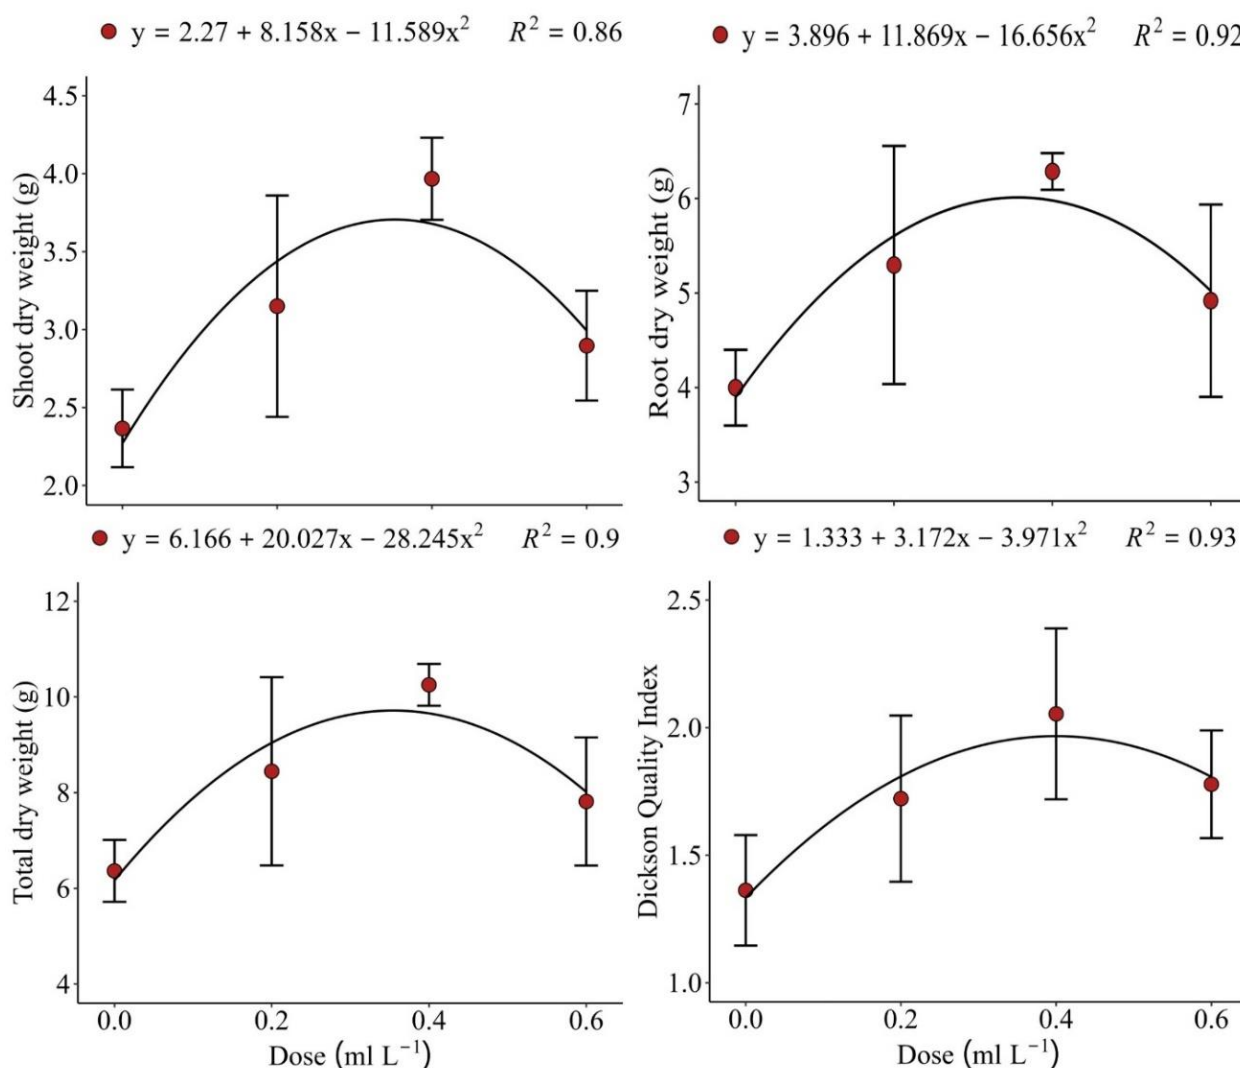 y = 2.27 + 8.158x − 11.589x² R² = 0.86
Shoot dry weight (g)
4.5
4.0
3.5
3.0
2.5
2.0
y = 3.896 + 11.869x − 16.656x² R² = 0.92
Root dry weight (g)
7
6
5
4
3
y = 6.166 + 20.027x − 28.245x² R² = 0.9
Total dry weight (g)
12
10
8
6
4
0.0 0.2 0.4 0.6
Dose (ml L⁻¹)
y = 1.333 + 3.172x − 3.971x² R² = 0.93
Dickson Quality Index
2.5
2.0
1.5
1.0
0.0 0.2 0.4 0.6
Dose (ml L⁻¹)